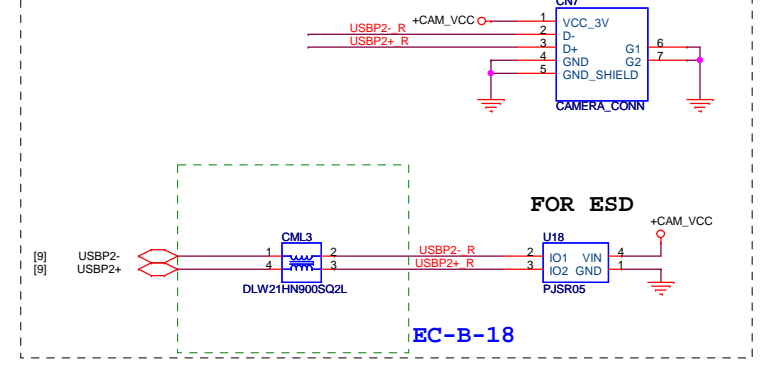 CN7
+CAM_VCC 1 VCC_3V
USBP2-_R 2 D-
USBP2+_R 3 D+ G1 6
4 GND G2 7
5 GND_SHIELD
CAMERA_CONN
FOR ESD
+CAM_VCC
CML3 U18
[9] USBP2- 1 2 USBP2-_R 2 IO1 VIN 4
[9] USBP2+ 4 3 USBP2+_R 3 IO2 GND 1
DLW21HN900SQ2L PJSR05
EC-B-18